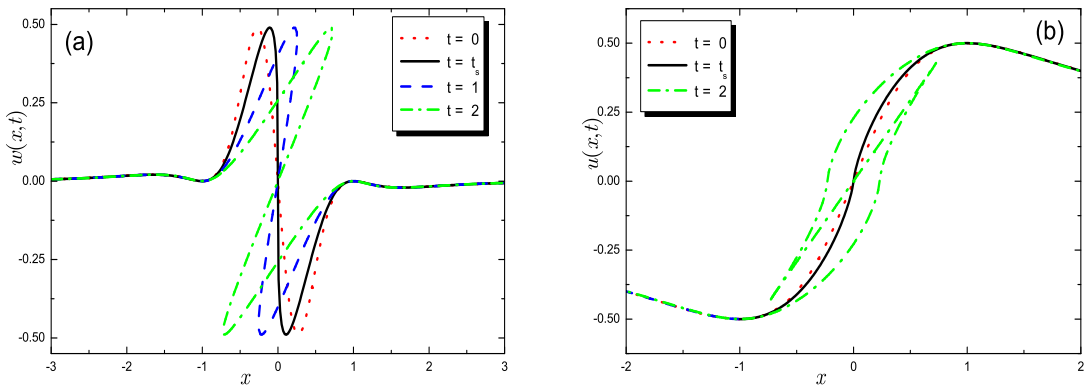 (a)
t = 0
t = t_s
t = 1
t = 2
w(x,t)
0.50
0.25
0.00
-0.25
-0.50
-3 -2 -1 0 1 2 3
x
(b)
t = 0
t = t_s
t = 2
u(x,t)
0.50
0.25
0.00
-0.25
-0.50
-2 -1 0 1 2
x